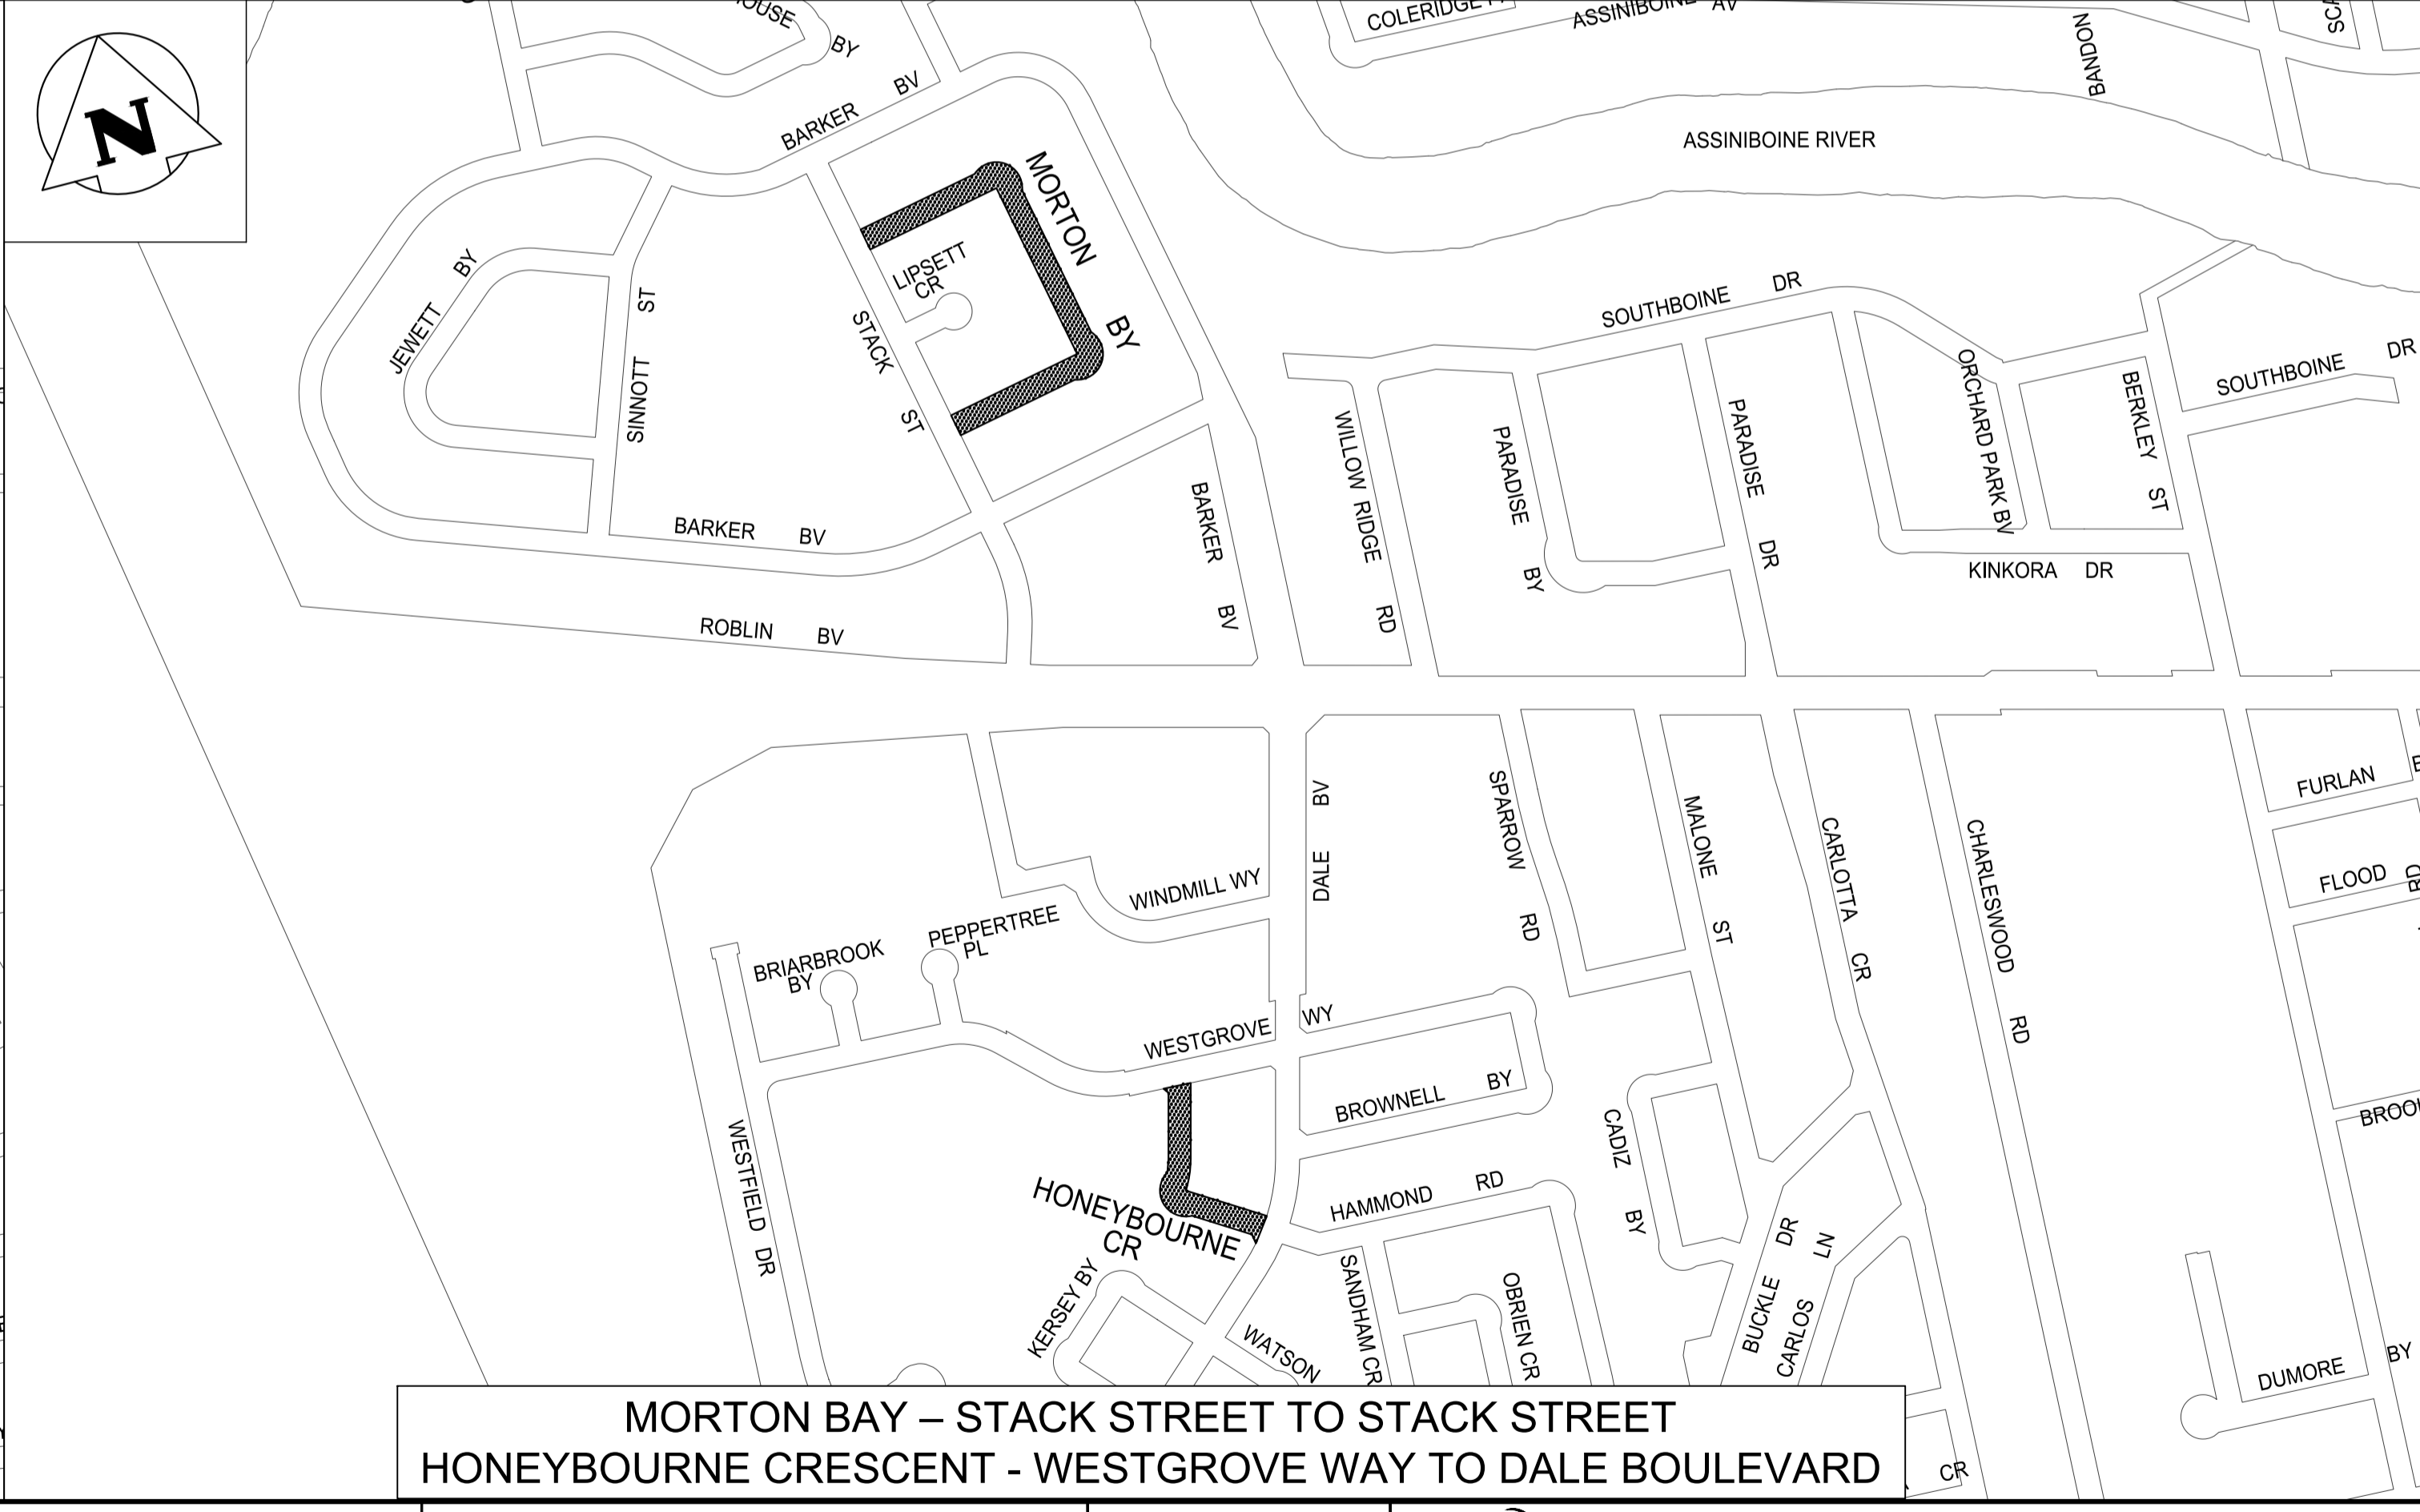 N
BY
BARKER BV
COLERIDGE
ASSINIBOINE AV
BANDON
ASSINIBOINE RIVER
MORTON BY
LIPSETT
CR
STACK ST
JEWETT BY
SINNOTT ST
BARKER BV
ROBLIN BV
BARKER BV
SOUTHBOINE DR
WILLOW RIDGE RD
PARADISE BY
PARADISE DR
ORCHARD PARK BV
BERKLEY ST
SOUTHBOINE DR
KINKORA DR
DALE BV
SPARROW RD
MALONE ST
CARLOTTA CR
CHARLESWOOD RD
FURLAN
FLOOD
RD
WINDMILL WY
PEPPERTREE
PL
BRIARBROOK
BY
WESTGROVE WY
BROWNELL BY
CADIZ BY
WESTFIELD DR
HONEYBOURNE
CR
HAMMOND RD
KERSEY BY
WATSON
SANDHAM CR
OBRIEN CR
BUCKLE DR
CARLOS LN
DUMORE BY
CR
MORTON BAY – STACK STREET TO STACK STREET
HONEYBOURNE CRESCENT - WESTGROVE WAY TO DALE BOULEVARD